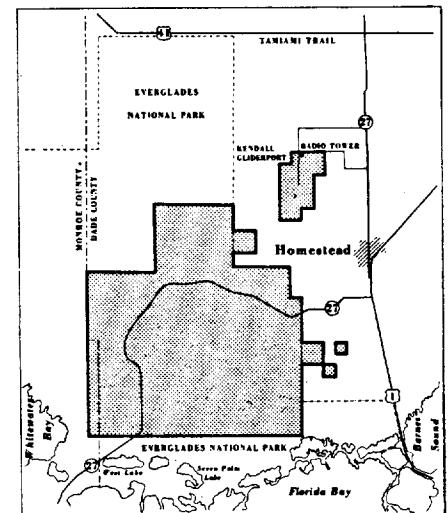 41
TAMIAMI TRAIL
EVERGLADES
NATIONAL PARK
27
KENDALL
GLIDERPORT
RADIO TOWER
MONROE COUNTY
DADE COUNTY
Homestead
27
1
Whitewater
Bay
EVERGLADES NATIONAL PARK
Barnes
Sound
27
West Lake
Seven Palm
Lake
Florida Bay